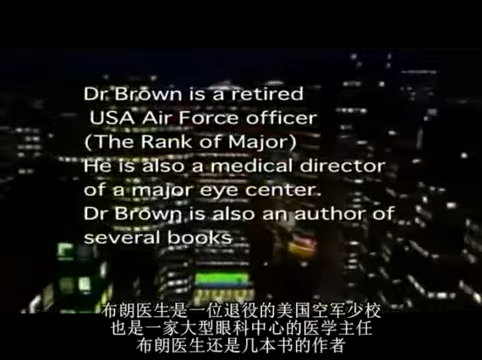 Dr Brown is a retired
USA Air Force officer
(The Rank of Major)
He is also a medical director
of a major eye center.
Dr Brown is also an author of
several books
布朗医生是一位退役的美国空军少校
也是一家大型眼科中心的医学主任
布朗医生还是几本书的作者